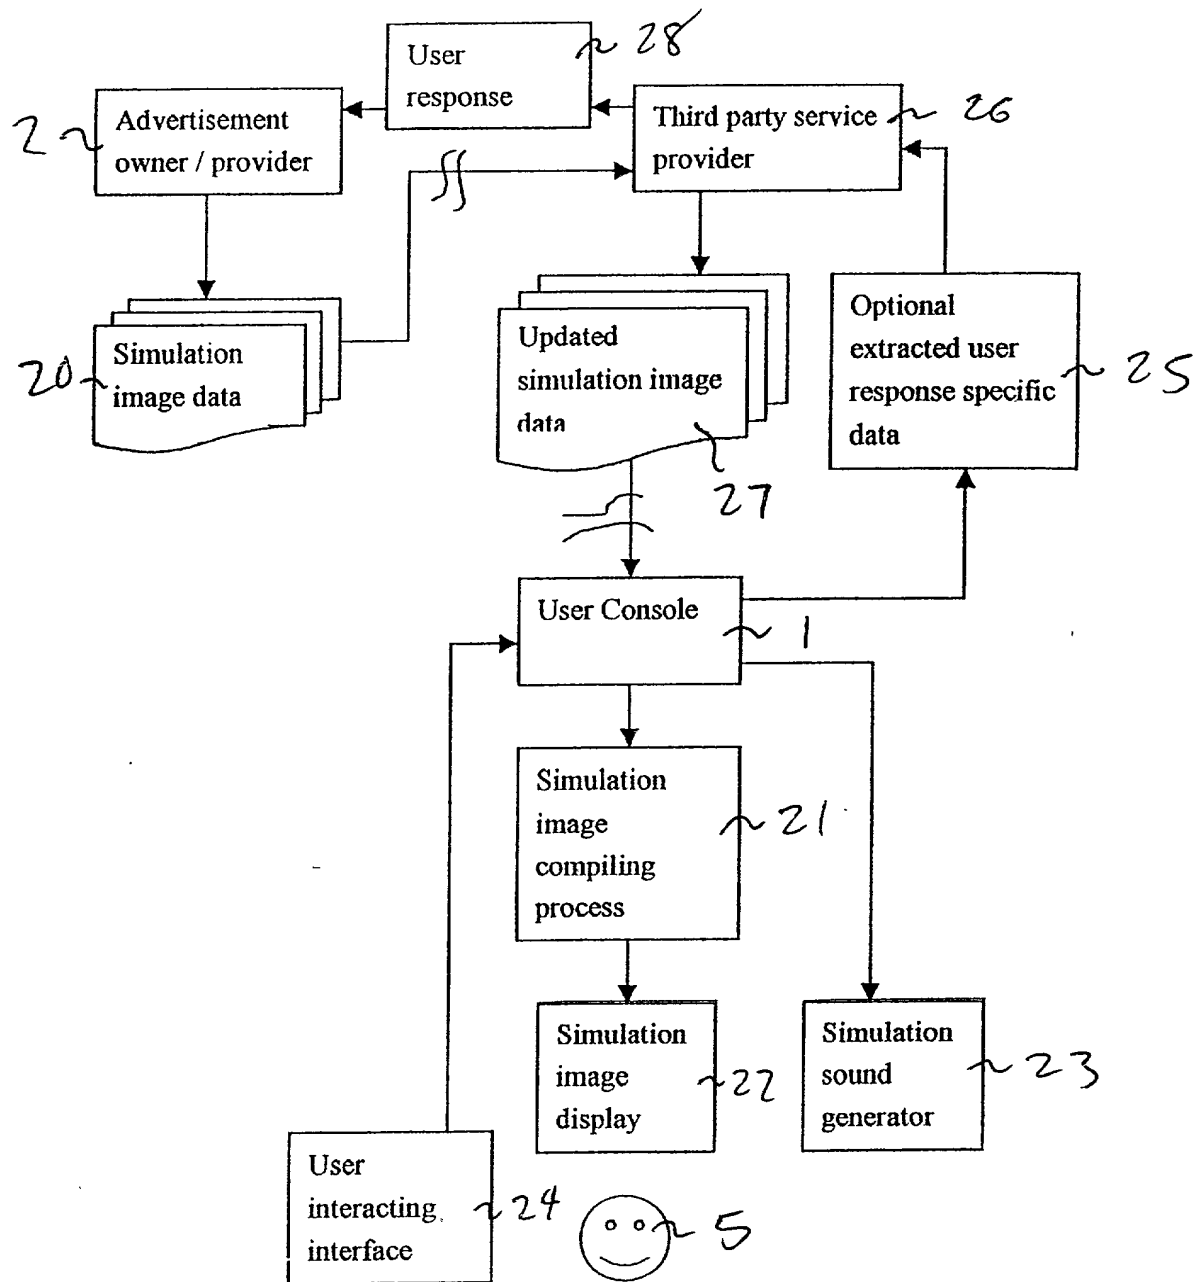 User
response
28
2
Advertisement
owner / provider
Third party service
provider
26
20
Simulation
image data
Updated
simulation image
data
27
Optional
extracted user
response specific
data
25
User Console
1
Simulation
image
compiling
process
21
Simulation
image
display
22
Simulation
sound
generator
23
User
interacting
interface
24
5